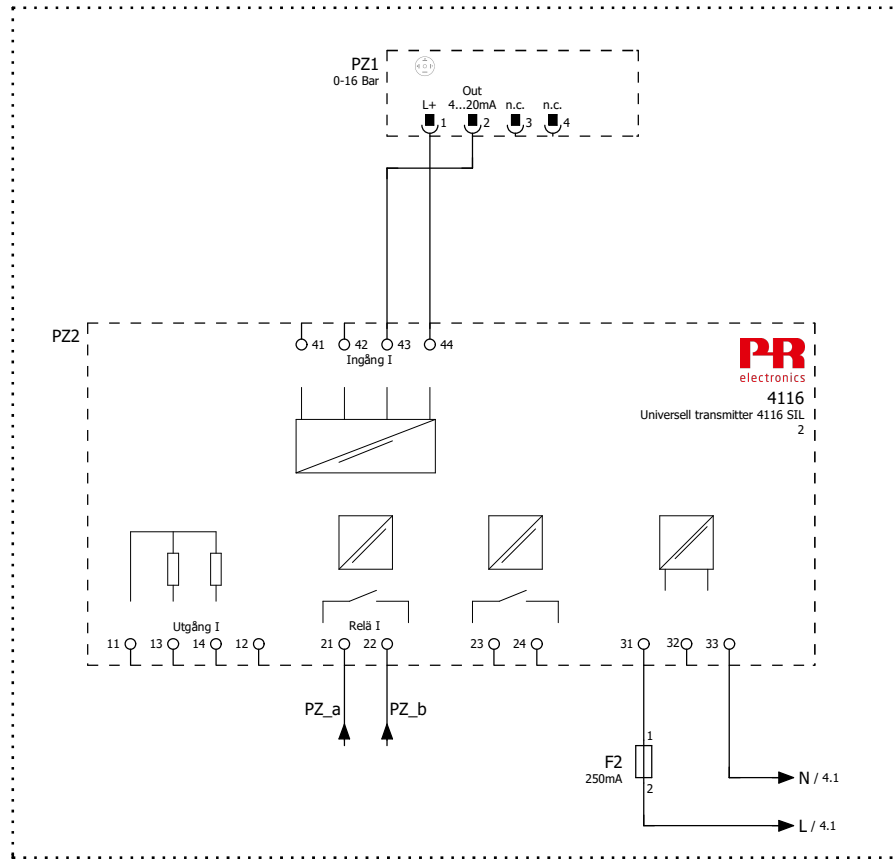 PZ1
0-16 Bar
Out
L+ 4...20mA n.c. n.c.
1 2 3 4
PZ2
41 42 43 44
Ingång I
PR
electronics
4116
Universell transmitter 4116 SIL
2
Utgång I
Relä I
11 13 14 12 21 22 23 24 31 32 33
PZ_a PZ_b
1
F2
250mA
2
N / 4.1
L / 4.1